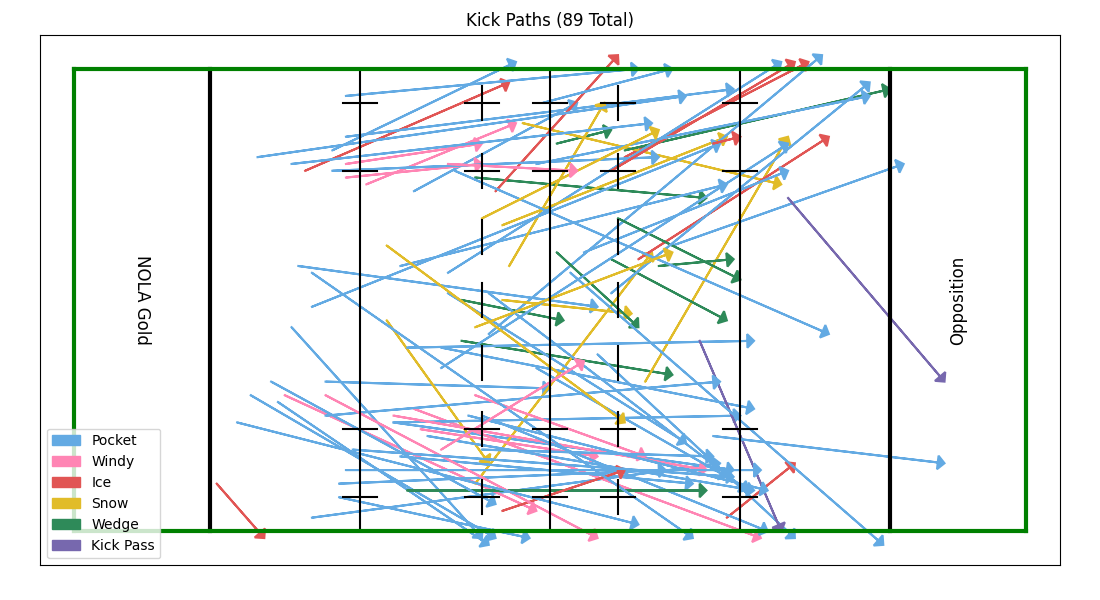 Kick Paths (89 Total)
NOLA Gold
Opposition
Pocket
Windy
Ice
Snow
Wedge
Kick Pass